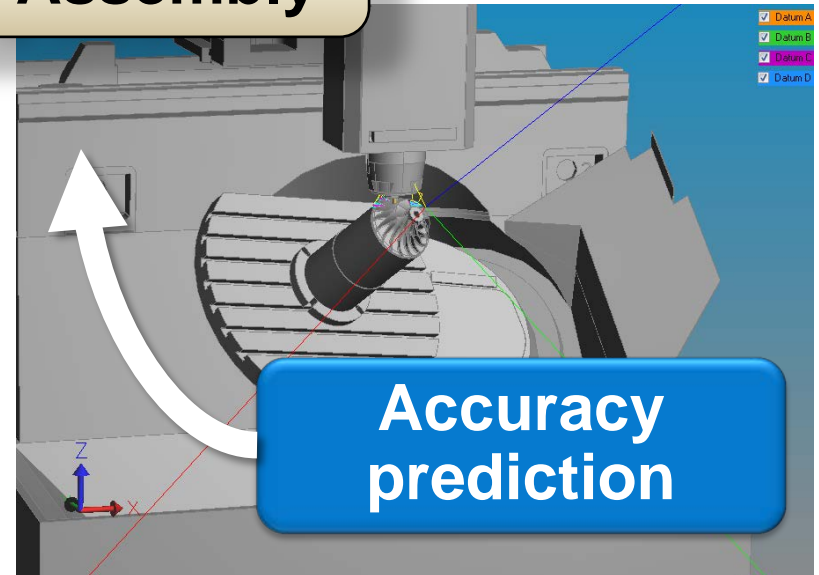 Assembly
Datum A
Datum B
Datum C
Datum D
Accuracy
prediction
Z
X